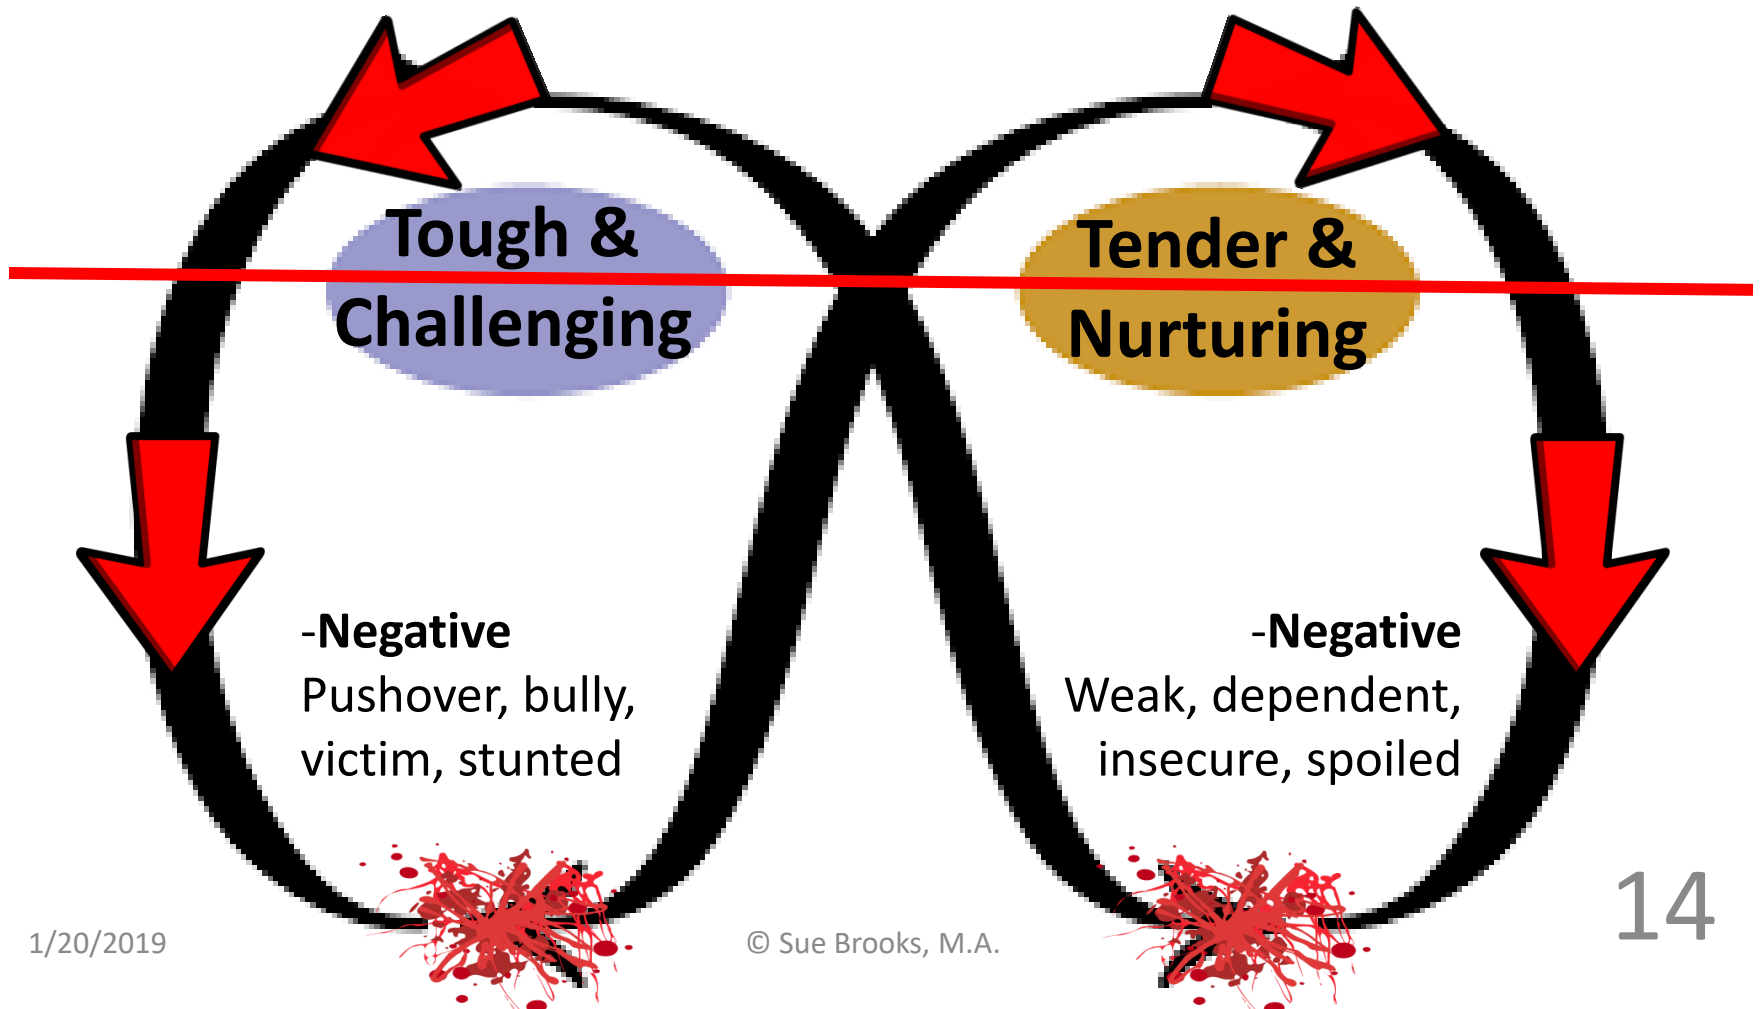 Tough &
Challenging
Tender &
Nurturing
-Negative
Pushover, bully,
victim, stunted
-Negative
Weak, dependent,
insecure, spoiled
1/20/2019
© Sue Brooks, M.A.
14